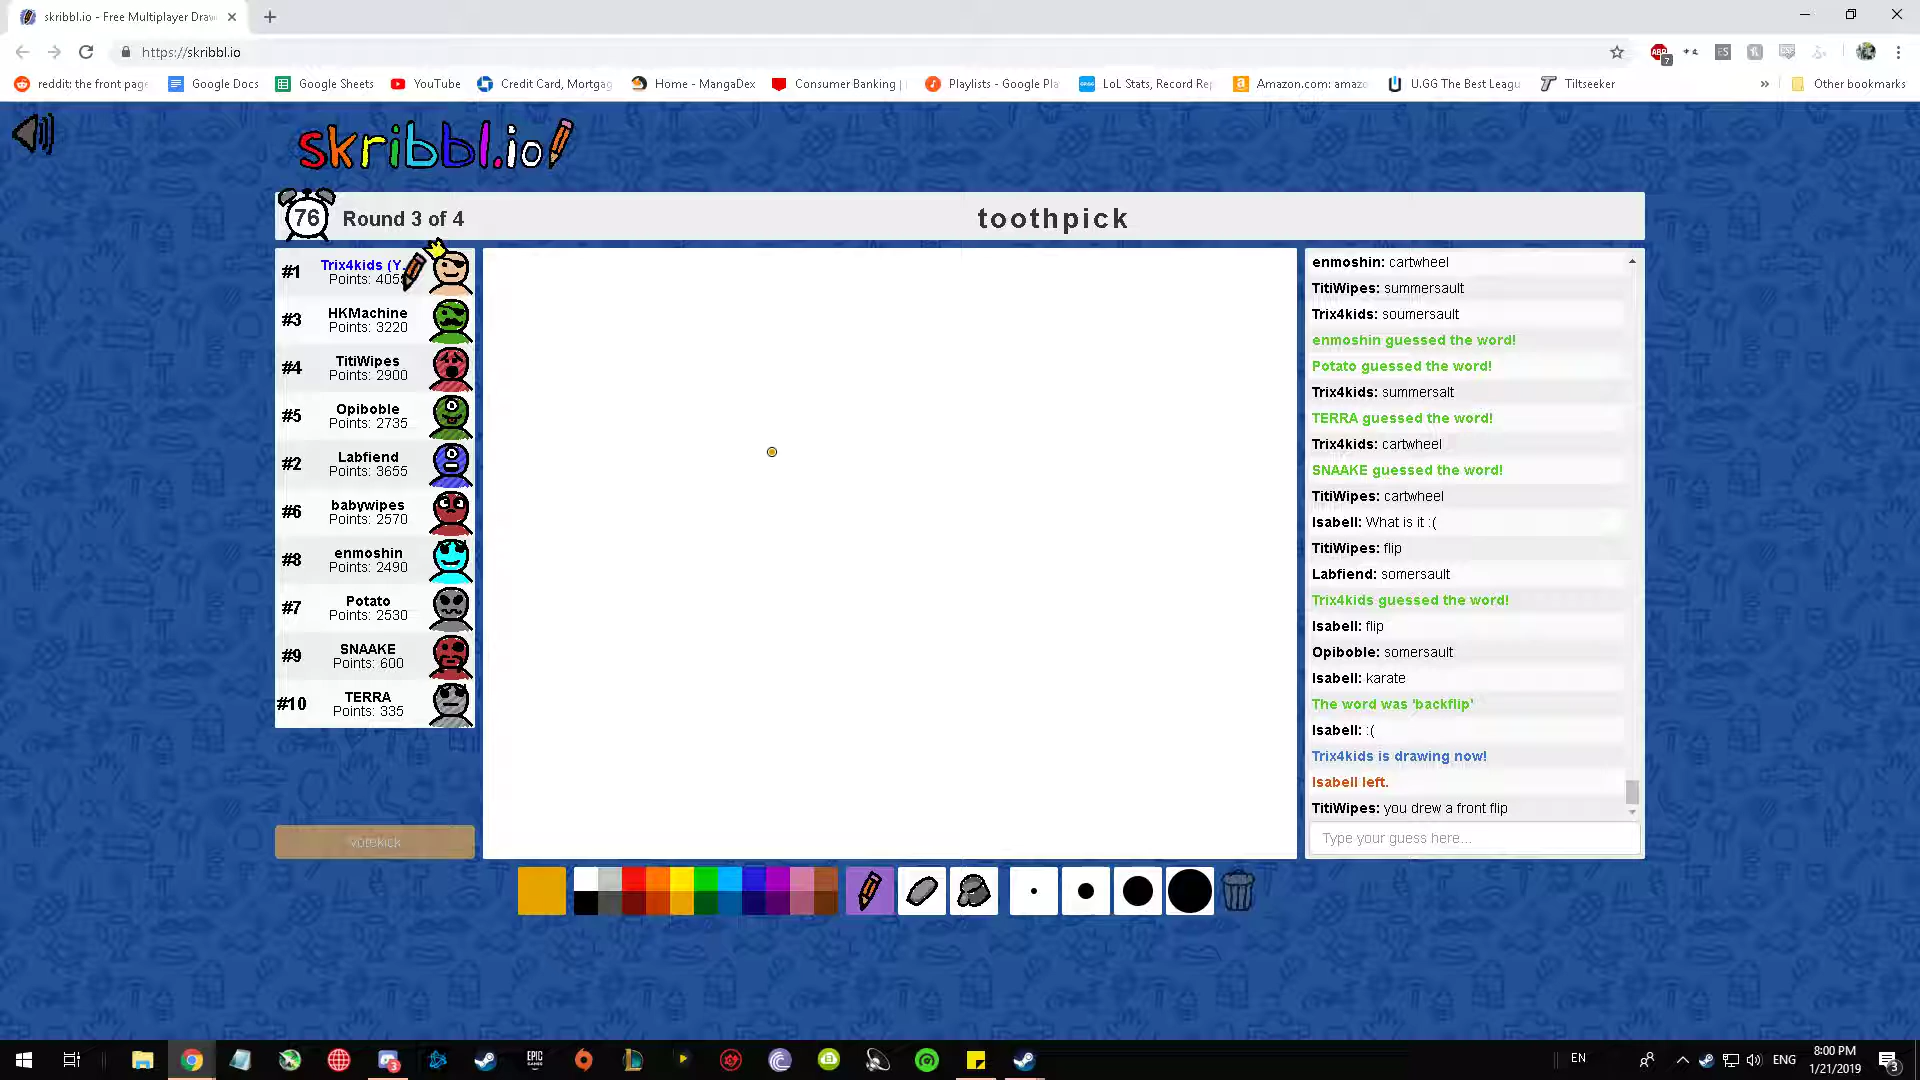 skribbl.io - Free Multiplayer Draw
https://skribbl.io
ABP
7
ES
reddit: the front page
Google Docs
Google Sheets
YouTube
Credit Card, Mortgag
Home - MangaDex
Consumer Banking |
Playlists - Google Pla
LoL Stats, Record Re
Amazon.com: amazo
U.GG The Best Leagu
Tiltseeker
»
Other bookmarks
skribbl.io
76
Round 3 of 4
toothpick
#1
Trix4kids (Y
Points: 405
#3
HKMachine
Points: 3220
#4
TitiWipes
Points: 2900
#5
Opiboble
Points: 2735
#2
Labfiend
Points: 3655
#6
babywipes
Points: 2570
#8
enmoshin
Points: 2490
#7
Potato
Points: 2530
#9
SNAAKE
Points: 600
#10
TERRA
Points: 335
votekick
enmoshin: cartwheel
TitiWipes: summersault
Trix4kids: soumersault
enmoshin guessed the word!
Potato guessed the word!
Trix4kids: summersalt
TERRA guessed the word!
Trix4kids: cartwheel
SNAAKE guessed the word!
TitiWipes: cartwheel
Isabell: What is it :(
TitiWipes: flip
Labfiend: somersault
Trix4kids guessed the word!
Isabell: flip
Opiboble: somersault
Isabell: karate
The word was 'backflip'
Isabell: :(
Trix4kids is drawing now!
Isabell left.
TitiWipes: you drew a front flip
Type your guess here...
EPIC
GAMES
3
EN
ENG
8:00 PM
1/21/2019
3